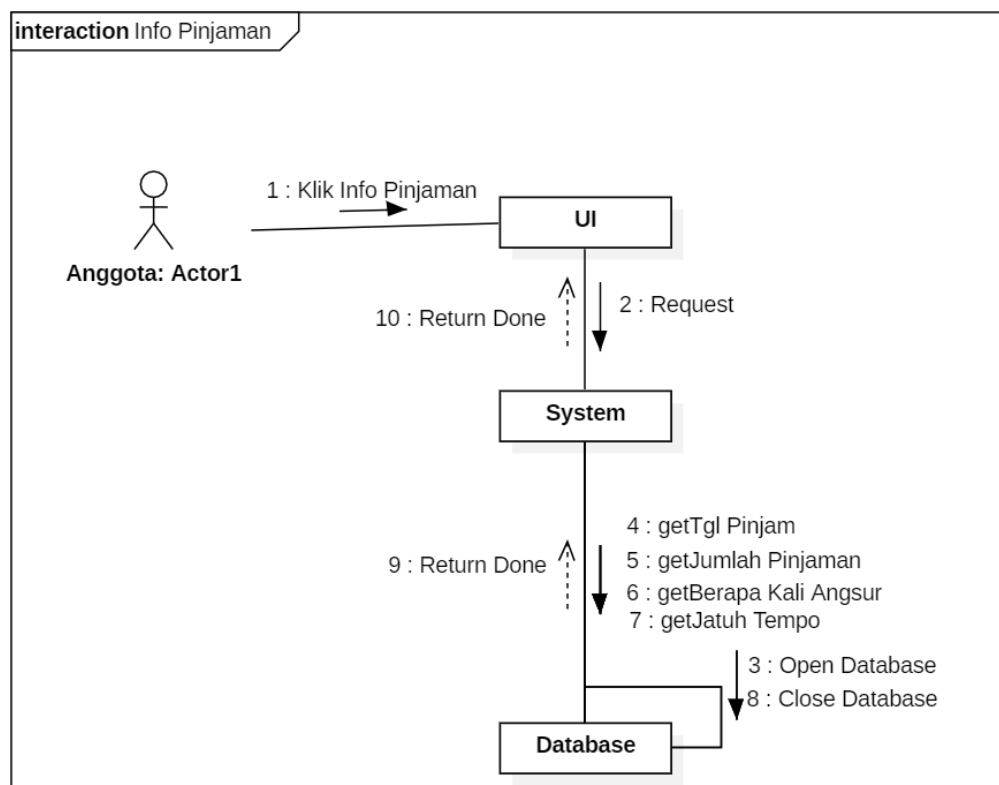 interaction Info Pinjaman
1 : Klik Info Pinjaman
UI
Anggota: Actor1
10 : Return Done
2 : Request
System
4 : getTgl Pinjam
5 : getJumlah Pinjaman
9 : Return Done
6 : getBerapa Kali Angsur
7 : getJatuh Tempo
3 : Open Database
8 : Close Database
Database